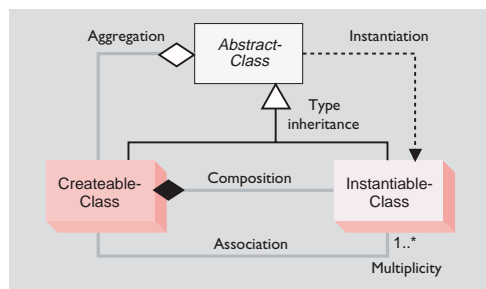 Aggregation
Abstract-
Class
Instantiation
Type
inheritance
Createable-
Class
Composition
Instantiable-
Class
Association
1..*
Multiplicity